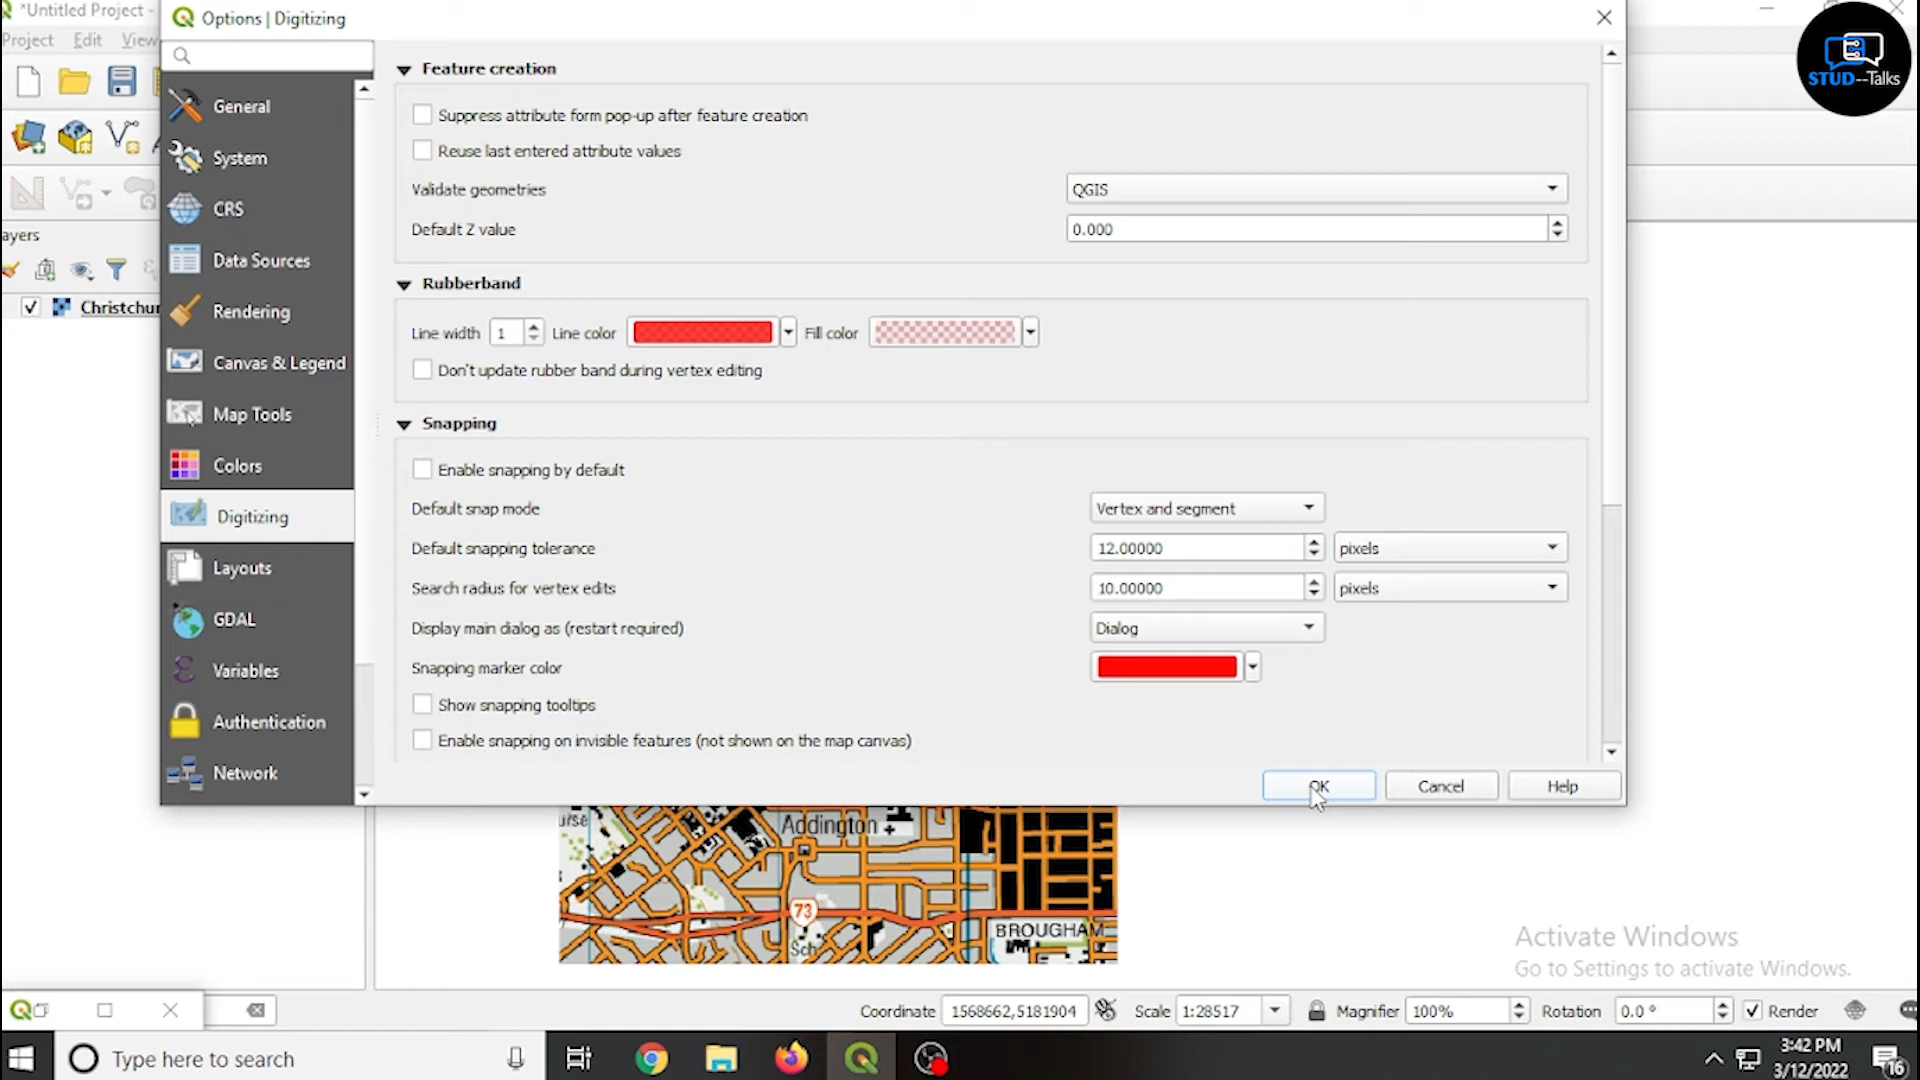 *Untitled Project -
Options | Digitizing
Project Edit View
STUD--Talks
General
System
CRS
Data Sources
Rendering
Canvas & Legend
Map Tools
Colors
Digitizing
Layouts
GDAL
Variables
Authentication
Network
ayers
Christchur
Feature creation
Suppress attribute form pop-up after feature creation
Reuse last entered attribute values
Validate geometries QGIS
Default Z value 0.000
Rubberband
Line width 1 Line color Fill color
Don't update rubber band during vertex editing
Snapping
Enable snapping by default
Default snap mode Vertex and segment
Default snapping tolerance 12.00000 pixels
Search radius for vertex edits 10.00000 pixels
Display main dialog as (restart required) Dialog
Snapping marker color
Show snapping tooltips
Enable snapping on invisible features (not shown on the map canvas)
OK Cancel Help
urse Addington
73
BROUGHAM
Sch
Activate Windows
Go to Settings to activate Windows.
Coordinate 1568662,5181904 Scale 1:28517 Magnifier 100% Rotation 0.0 ° Render
Type here to search
3:42 PM
3/12/2022
16